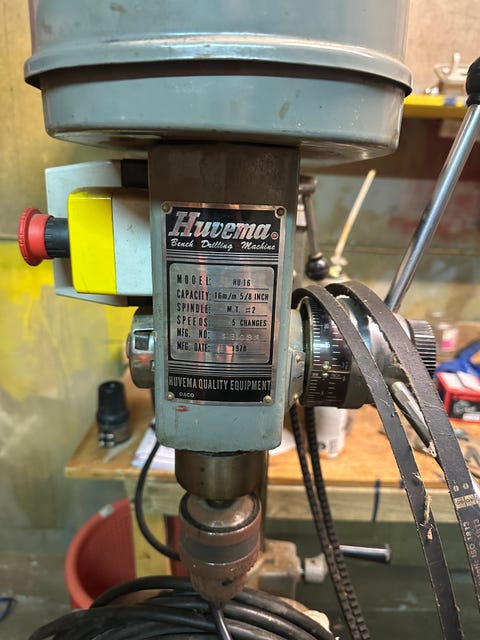 Huvema®
Bench Drilling Machine
MODEL: HU-16
CAPACITY: 16m/m 5/8 INCH
SPINDLE: M.T. #2
SPEEDS: 5 CHANGES
MFG. NO:
MFG. DATE: 1978
HUVEMA QUALITY EQUIPMENT